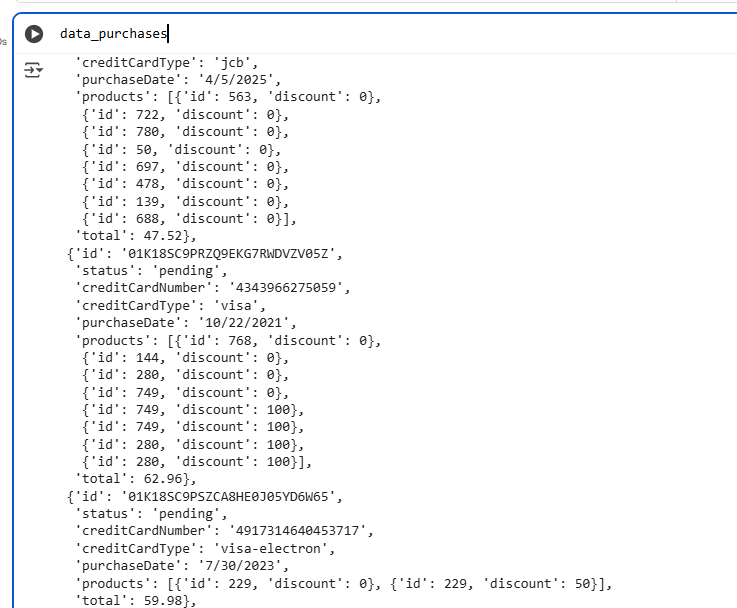 data_purchases
'creditCardType': 'jcb',
'purchaseDate': '4/5/2025',
'products': [{'id': 563, 'discount': 0},
{'id': 722, 'discount': 0},
{'id': 780, 'discount': 0},
{'id': 50, 'discount': 0},
{'id': 697, 'discount': 0},
{'id': 478, 'discount': 0},
{'id': 139, 'discount': 0},
{'id': 688, 'discount': 0}],
'total': 47.52},
{'id': '01K18SC9PRZQ9EKG7RWDVZV05Z',
'status': 'pending',
'creditCardNumber': '4343966275059',
'creditCardType': 'visa',
'purchaseDate': '10/22/2021',
'products': [{'id': 768, 'discount': 0},
{'id': 144, 'discount': 0},
{'id': 280, 'discount': 0},
{'id': 749, 'discount': 0},
{'id': 749, 'discount': 100},
{'id': 749, 'discount': 100},
{'id': 280, 'discount': 100},
{'id': 280, 'discount': 100}],
'total': 62.96},
{'id': '01K18SC9PSZCA8HE0J05YD6W65',
'status': 'pending',
'creditCardNumber': '4917314640453717',
'creditCardType': 'visa-electron',
'purchaseDate': '7/30/2023',
'products': [{'id': 229, 'discount': 0}, {'id': 229, 'discount': 50}],
'total': 59.98},